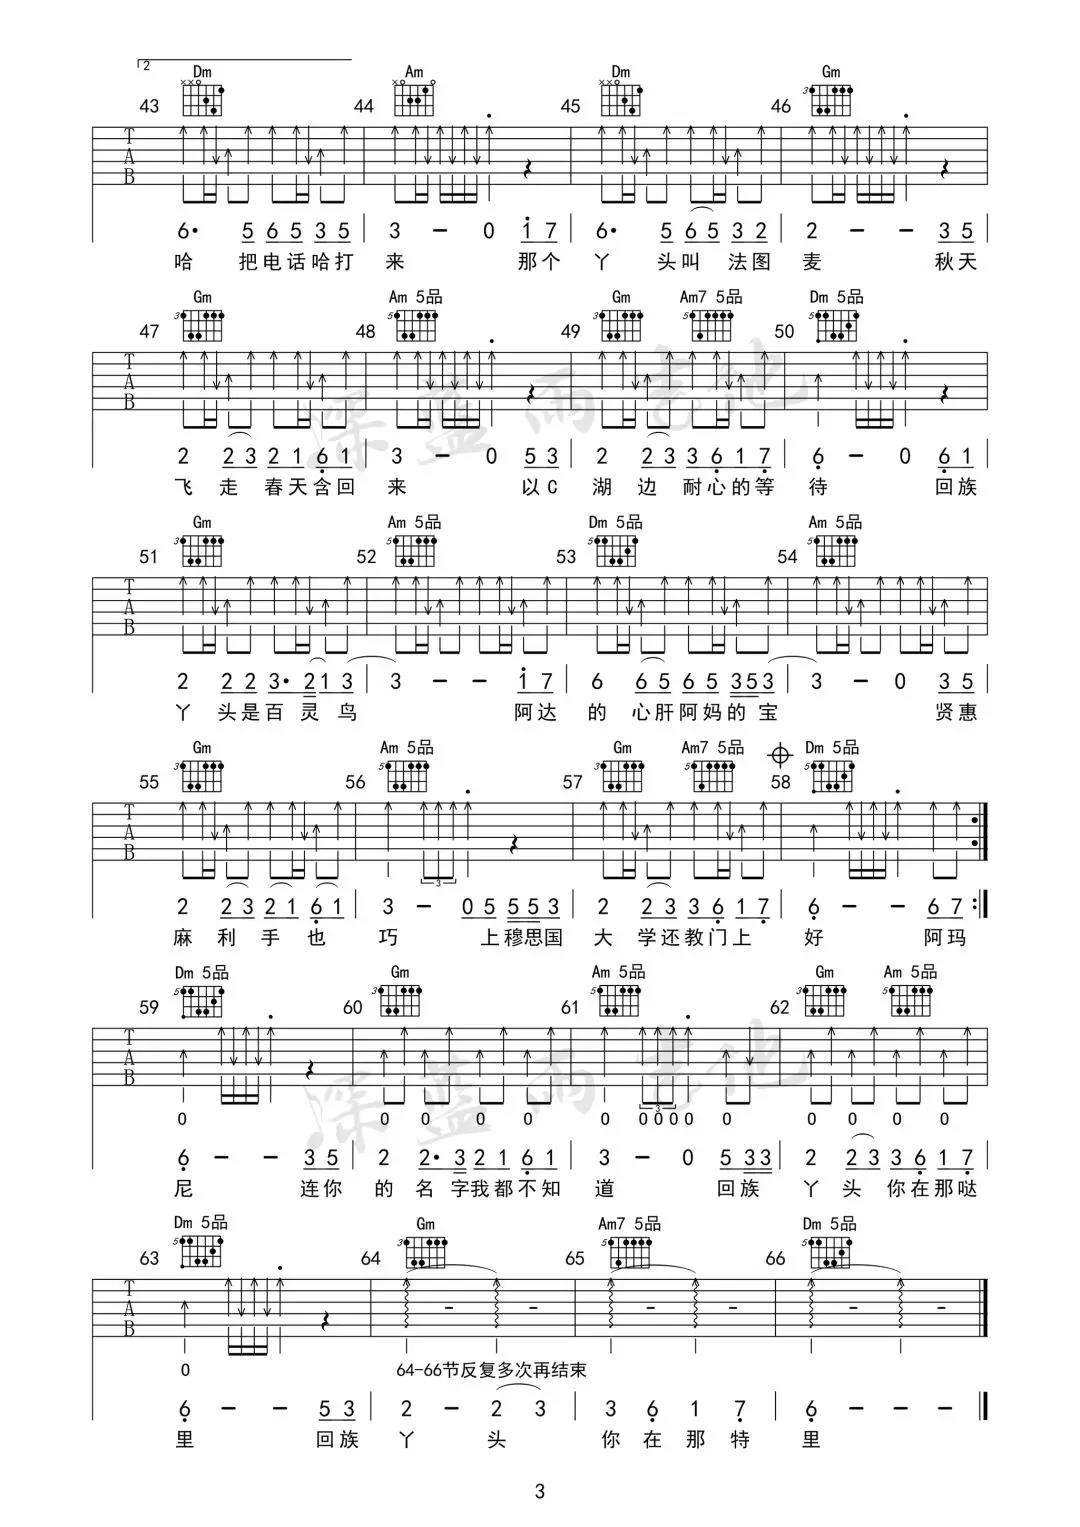 2
Dm Am Dm Gm
43 44 45 46
TAB
6· 5 6 5 3 5 3 - 0 1 7 6· 5 6 5 3 2 2 - - 3 5
哈 把电话哈打 来 那个 丫 头叫 法图 麦 秋天
Gm Am 5品 Gm Am7 5品 Dm 5品
47 48 49 50
TAB
2 2 3 2 1 6 1 3 - 0 5 3 2 2 3 3 6 1 7 6 - 0 6 1
飞 走 春天含回 来 以C 湖 边 耐心的等 待 回族
Gm Am 5品 Dm 5品 Am 5品
51 52 53 54
TAB
2 2 2 3· 2 1 3 3 - - 1 7 6 6 5 6 5 3 5 3 3 - 0 3 5
丫 头是百 灵鸟 阿达 的 心肝阿妈的 宝 贤惠
Gm Am 5品 Gm Am7 5品 Dm 5品
55 56 57 58
TAB
3
2 2 3 2 1 6 1 3 - 0 5 5 5 3 2 2 3 3 6 1 7 6 - - 6 7
麻 利 手 也 巧 上穆思国 大 学还教门上 好 阿玛
Dm 5品 Gm Am 5品 Gm Am 5品
59 60 61 62
TAB
3
0 0 0 0 0 0 0 0 0 0 0 0 0 0
6 - - 3 5 2 2· 3 2 1 6 1 3 - 0 5 3 3 2 2 3 3 6 1 7
尼 连你 的 名 字我都不知 道 回族 丫 头 你在那哒
Dm 5品 Gm Am7 5品 Dm 5品
63 64 65 66
TAB
0 64-66节反复多次再结束
6 - - 5 3 2 - 2 3 3 6 1 7 6 - - -
里 回族 丫 头 你 在 那 特 里
深蓝雨吉他
深蓝雨吉他
3